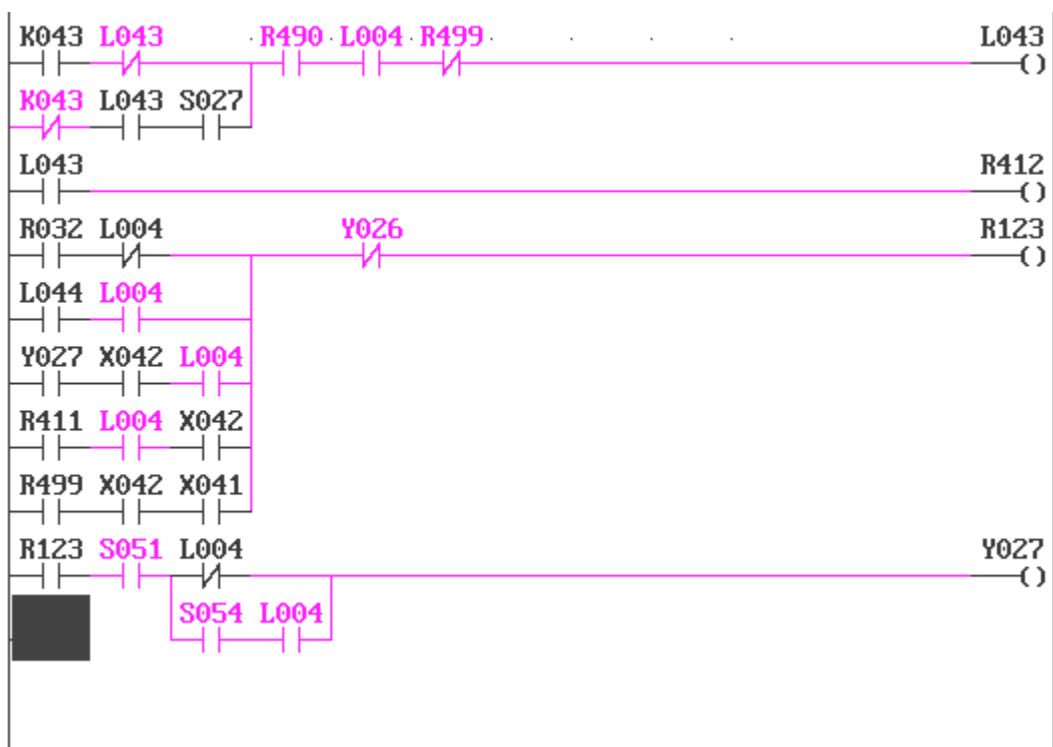 K043 L043 R490 L004 R499 L043
K043 L043 S027
L043 R412
R032 L004 Y026 R123
L044 L004
Y027 X042 L004
R411 L004 X042
R499 X042 X041
R123 S051 L004 Y027
S054 L004